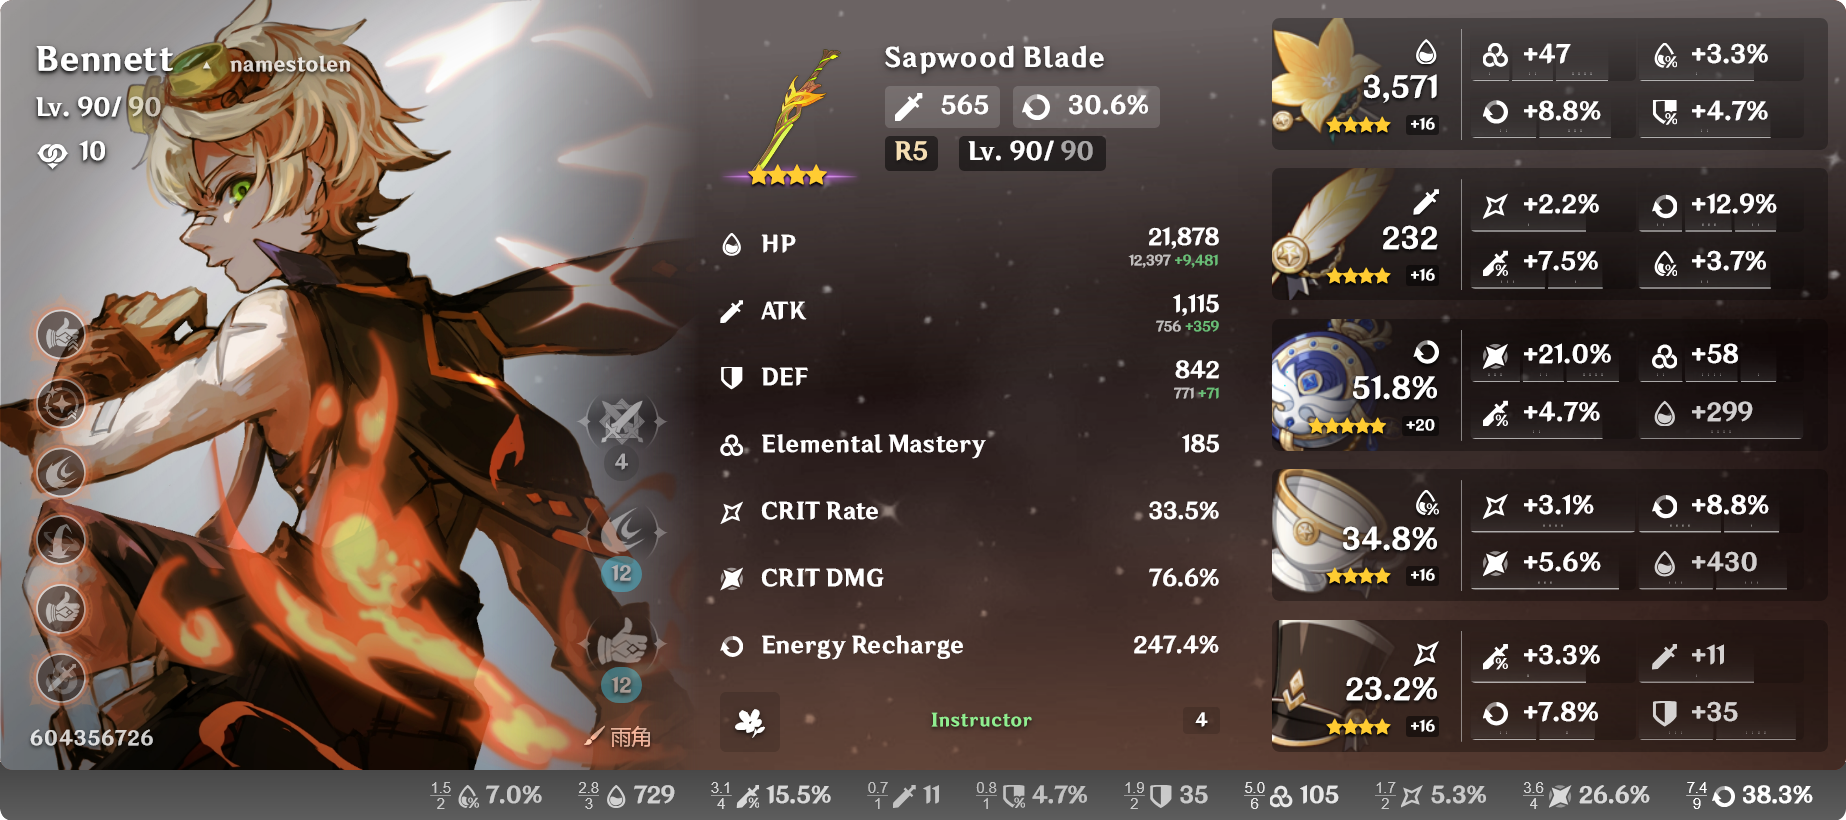 Bennett
namestolen
Lv. 90/ 90
10
4
12
12
604356726
雨角
Sapwood Blade
565 30.6%
R5 Lv. 90/ 90
HP 21,878
12,397 +9,481
ATK 1,115
756 +359
DEF 842
771 +71
Elemental Mastery 185
CRIT Rate 33.5%
CRIT DMG 76.6%
Energy Recharge 247.4%
Instructor 4
3,571
+16
+47 +3.3%
+8.8% +4.7%
232
+16
+2.2% +12.9%
+7.5% +3.7%
51.8%
+20
+21.0% +58
+4.7% +299
34.8%
+16
+3.1% +8.8%
+5.6% +430
23.2%
+16
+3.3% +11
+7.8% +35
1.5 2 7.0% 2.8 3 729 3.1 4 15.5% 0.7 1 11 0.8 1 4.7% 1.9 2 35 5.0 6 105 1.7 2 5.3% 3.6 4 26.6% 7.4 9 38.3%